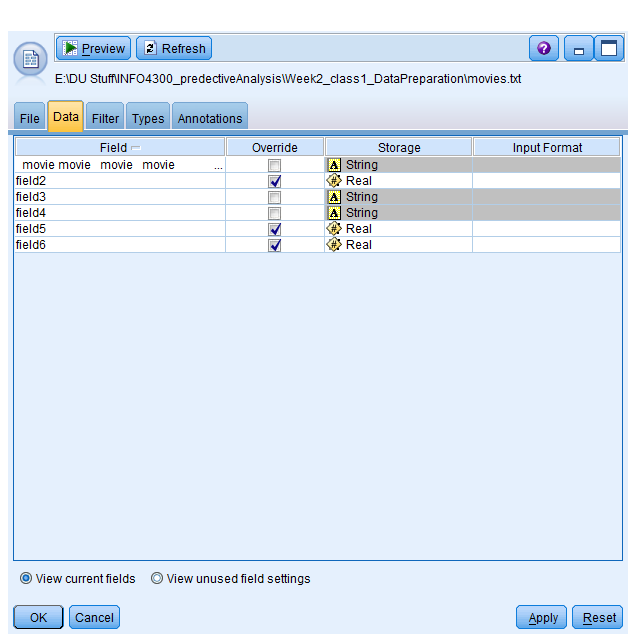 Preview Refresh ?
E:\DU Stuff\INFO4300_predectiveAnalysis\Week2_class1_DataPreparation\movies.txt
File Data Filter Types Annotations
Field Override Storage Input Format
movie movie movie movie ... A String
field2 # Real
field3 A String
field4 A String
field5 # Real
field6 # Real
View current fields View unused field settings
OK Cancel Apply Reset